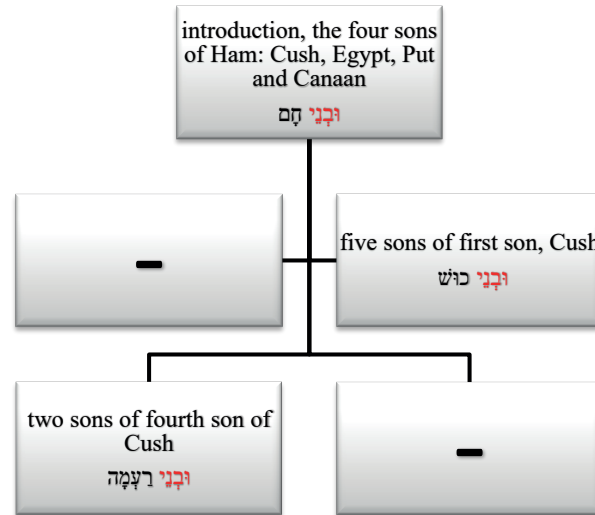 introduction, the four sons
of Ham: Cush, Egypt, Put
and Canaan
וּבְנֵי חָם
-
five sons of first son, Cush
וּבְנֵי כוּשׁ
two sons of fourth son of
Cush
וּבְנֵי רַעְמָה
-